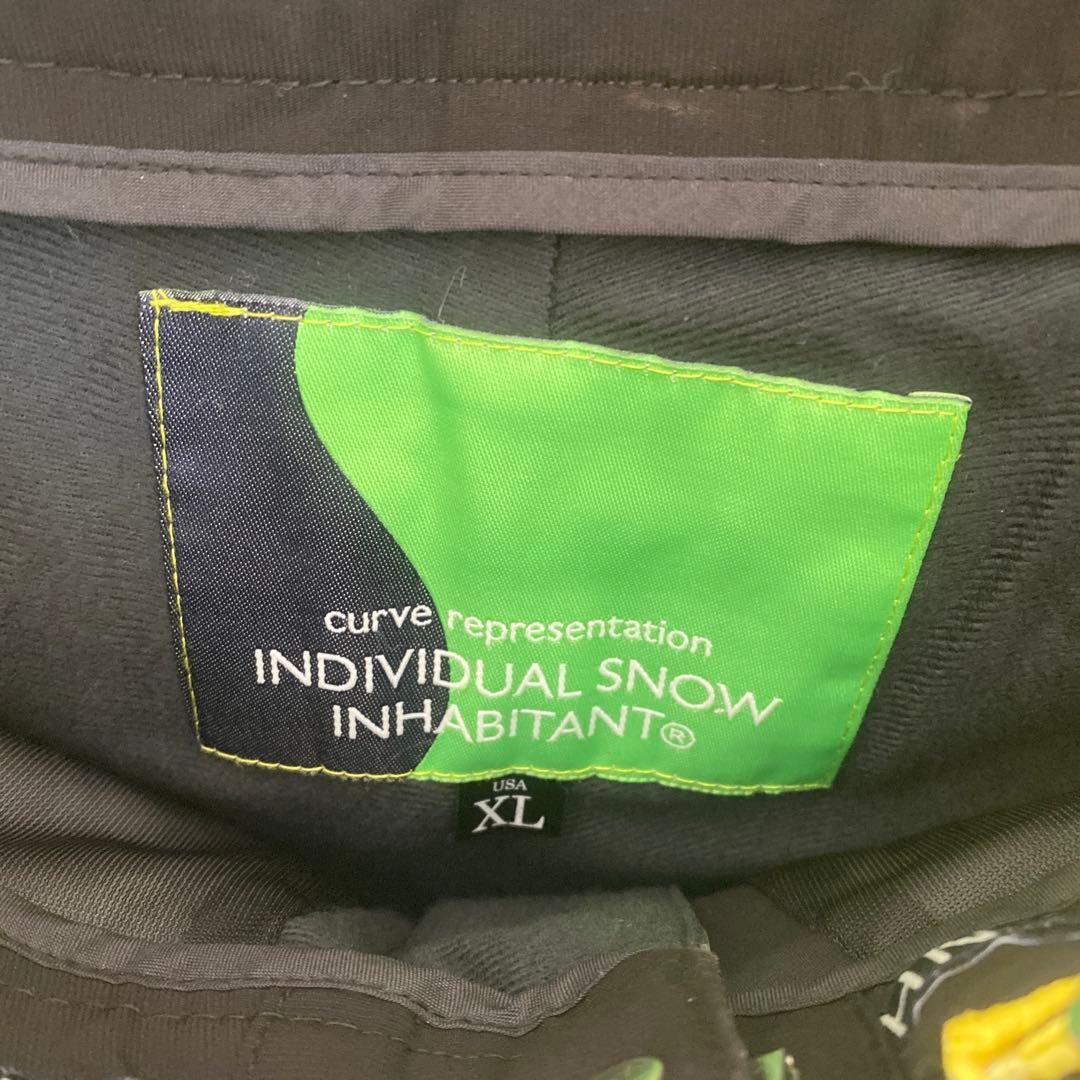 curve representation
INDIVIDUAL SNOW
INHABITANT®
USA
XL